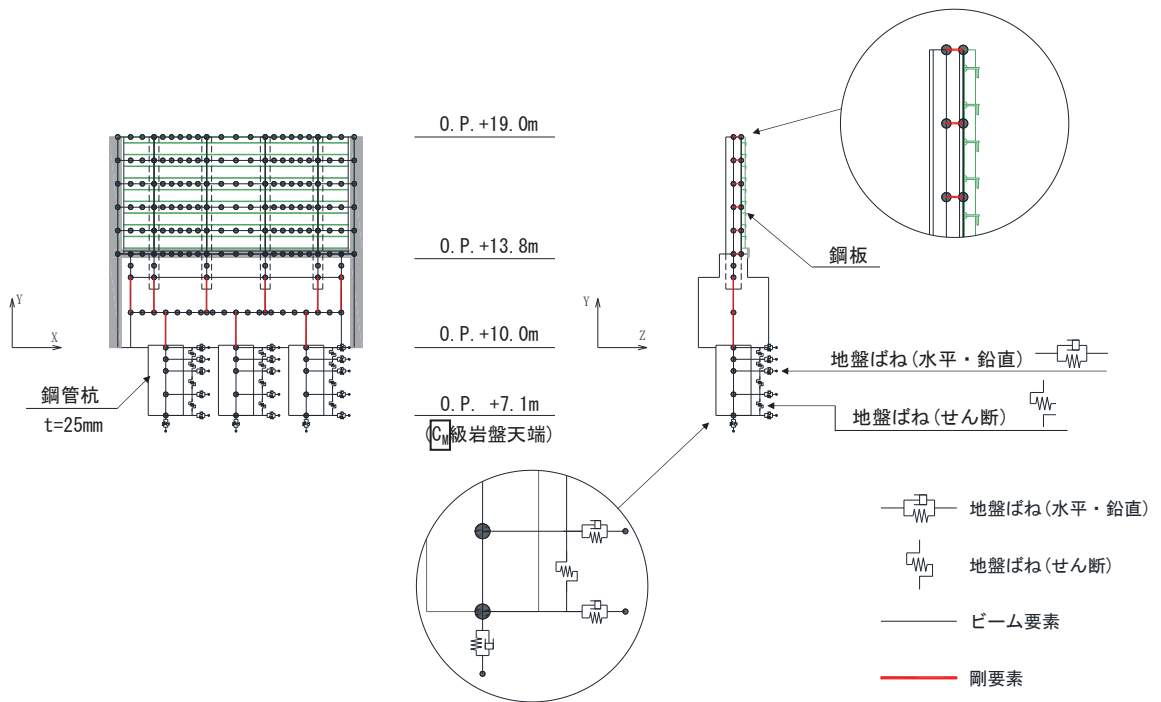 O.P.+19.0m
O.P.+13.8m
O.P.+10.0m
O.P. +7.1m
(CM級岩盤天端)
Y
X
鋼管杭
t=25mm
Y
Z
鋼板
地盤ばね(水平・鉛直)
地盤ばね(せん断)
地盤ばね(水平・鉛直)
地盤ばね(せん断)
ビーム要素
剛要素